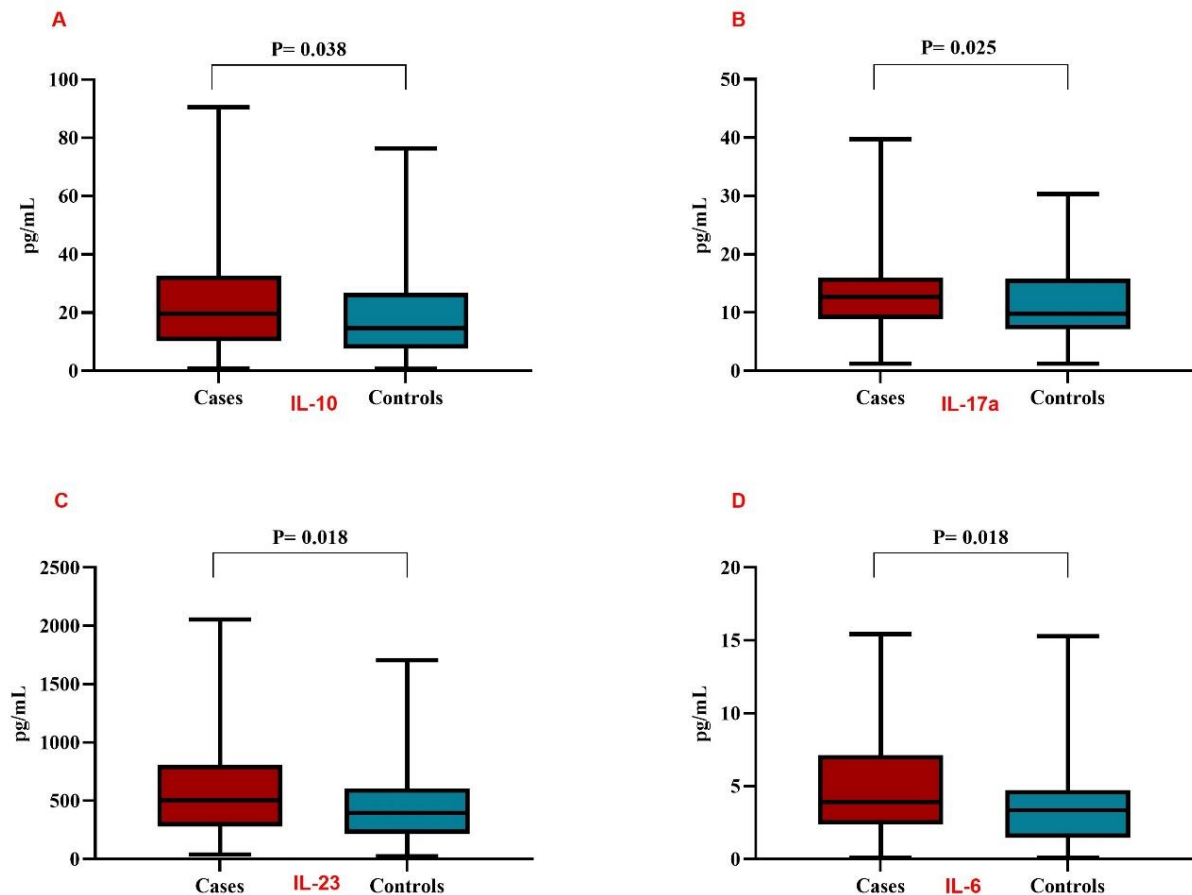 A
P= 0.038
100
80
60
40
20
0
pg/mL
Cases
IL-10
Controls
B
P= 0.025
50
40
30
20
10
0
pg/mL
Cases
IL-17a
Controls
C
P= 0.018
2500
2000
1500
1000
500
0
pg/mL
Cases
IL-23
Controls
D
P= 0.018
20
15
10
5
0
pg/mL
Cases
IL-6
Controls